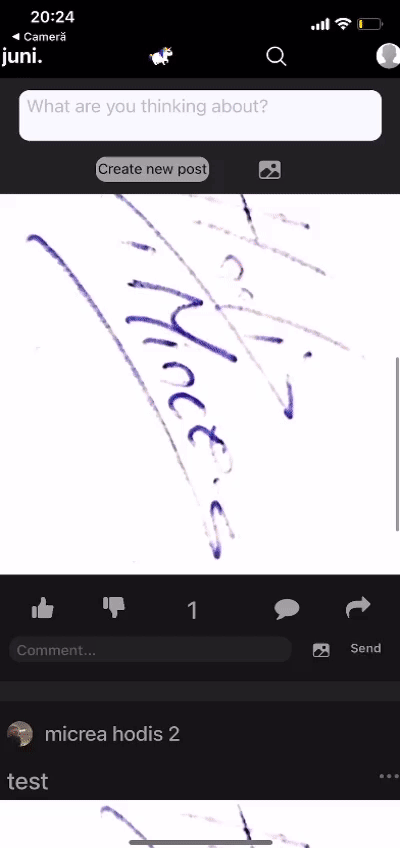 20:24
◀ Cameră
juni.
What are you thinking about?
Create new post
1
Comment...
Send
micrea hodis 2
test